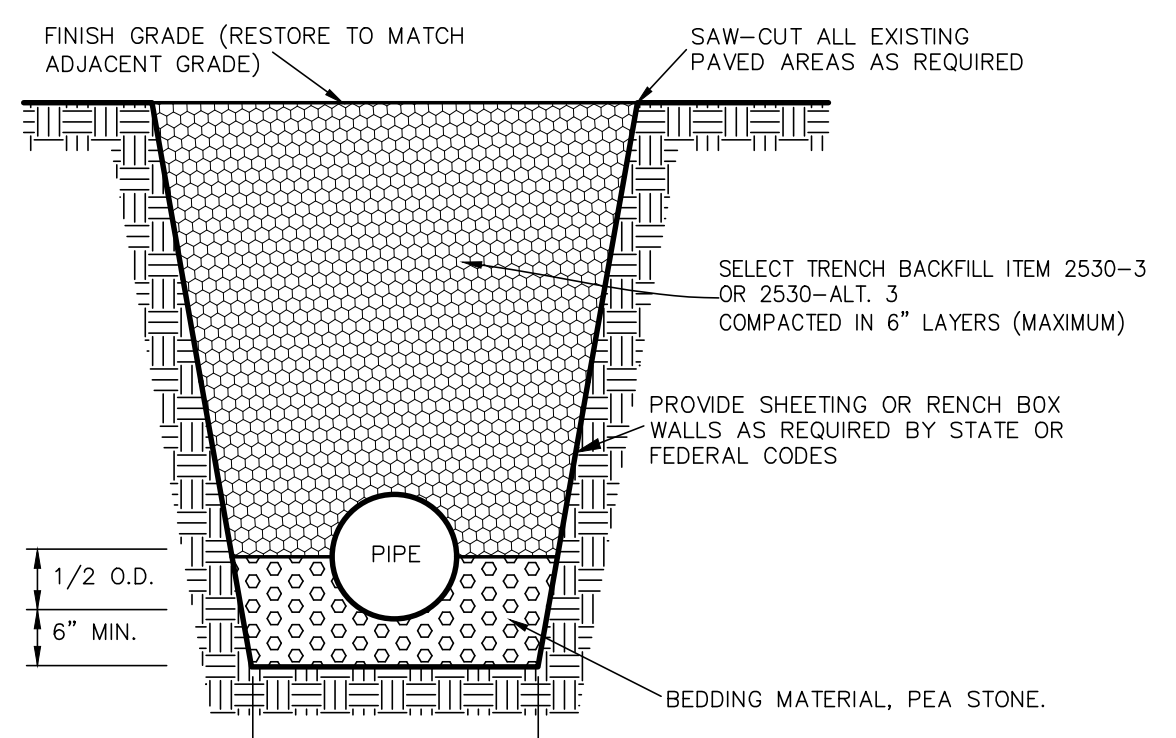 FINISH GRADE (RESTORE TO MATCH
ADJACENT GRADE)
SAW-CUT ALL EXISTING
PAVED AREAS AS REQUIRED
SELECT TRENCH BACKFILL ITEM 2530-3
OR 2530-ALT. 3
COMPACTED IN 6" LAYERS (MAXIMUM)
PROVIDE SHEETING OR RENCH BOX
WALLS AS REQUIRED BY STATE OR
FEDERAL CODES
PIPE
1/2 O.D.
6" MIN.
BEDDING MATERIAL, PEA STONE.